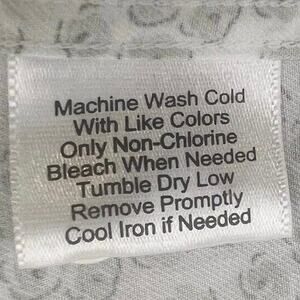 Machine Wash Cold
With Like Colors
Only Non-Chlorine
Bleach When Needed
Tumble Dry Low
Remove Promptly
Cool Iron if Needed